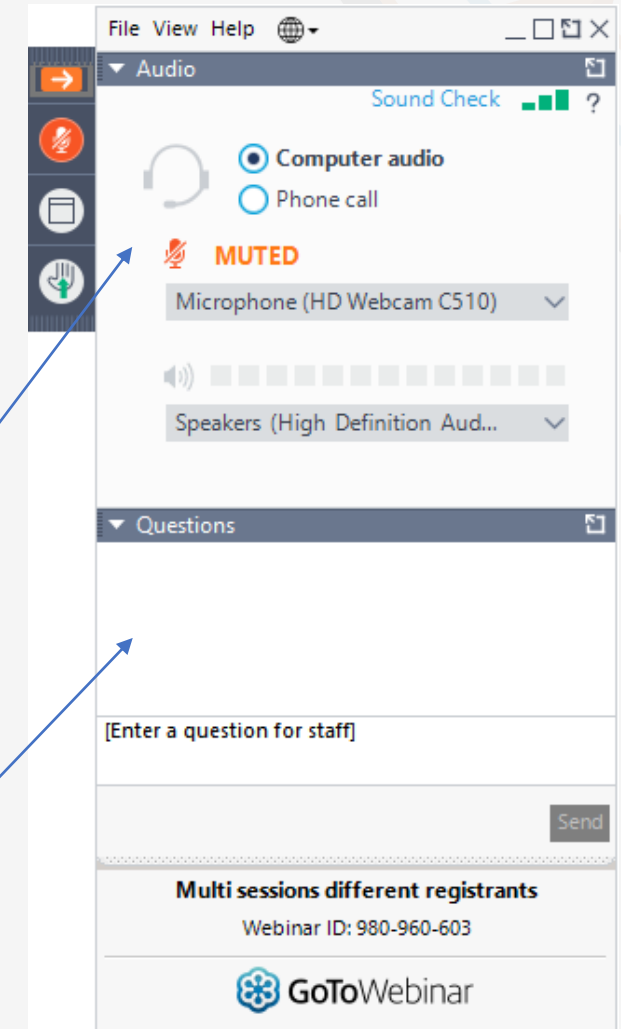 File View Help
Audio
Sound Check ?
Computer audio
Phone call
MUTED
Microphone (HD Webcam C510)
Speakers (High Definition Aud...
Questions
[Enter a question for staff]
Send
Multi sessions different registrants
Webinar ID: 980-960-603
GoToWebinar